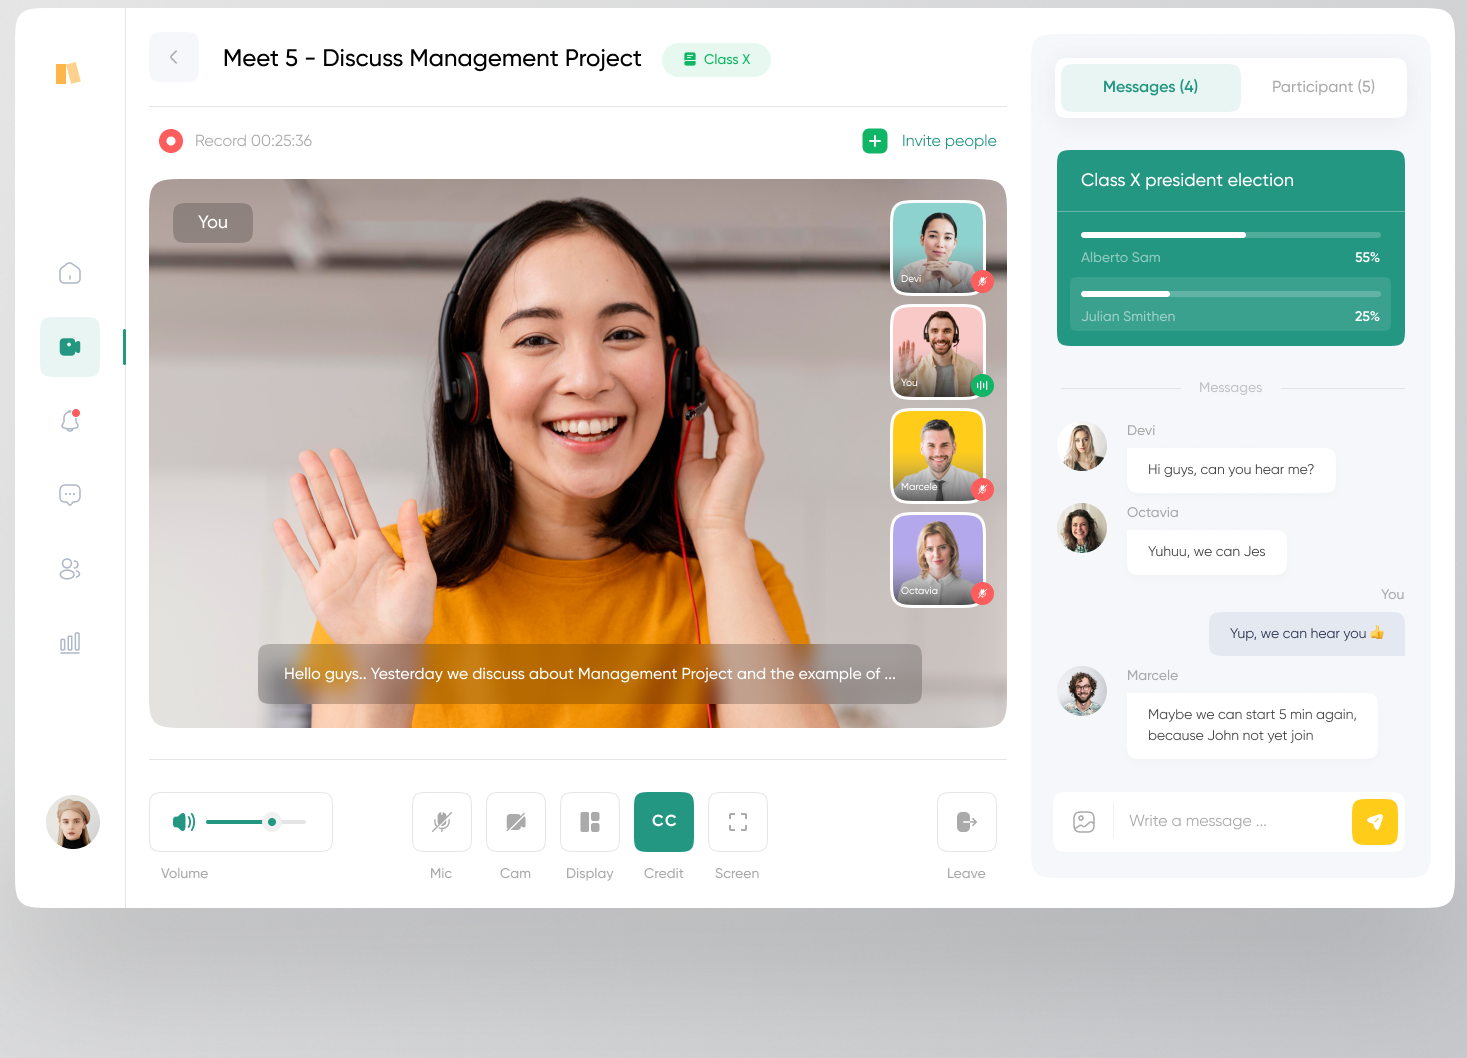 Meet 5 - Discuss Management Project
Class X
Record 00:25:36
Invite people
You
Devi
You
Marcele
Octavia
Hello guys.. Yesterday we discuss about Management Project and the example of ...
Volume
Mic
Cam
Display
CC
Credit
Screen
Leave
Messages (4)
Participant (5)
Class X president election
Alberto Sam
55%
Julian Smithen
25%
Messages
Devi
Hi guys, can you hear me?
Octavia
Yuhuu, we can Jes
You
Yup, we can hear you 👍
Marcele
Maybe we can start 5 min again,
because John not yet join
Write a message ...